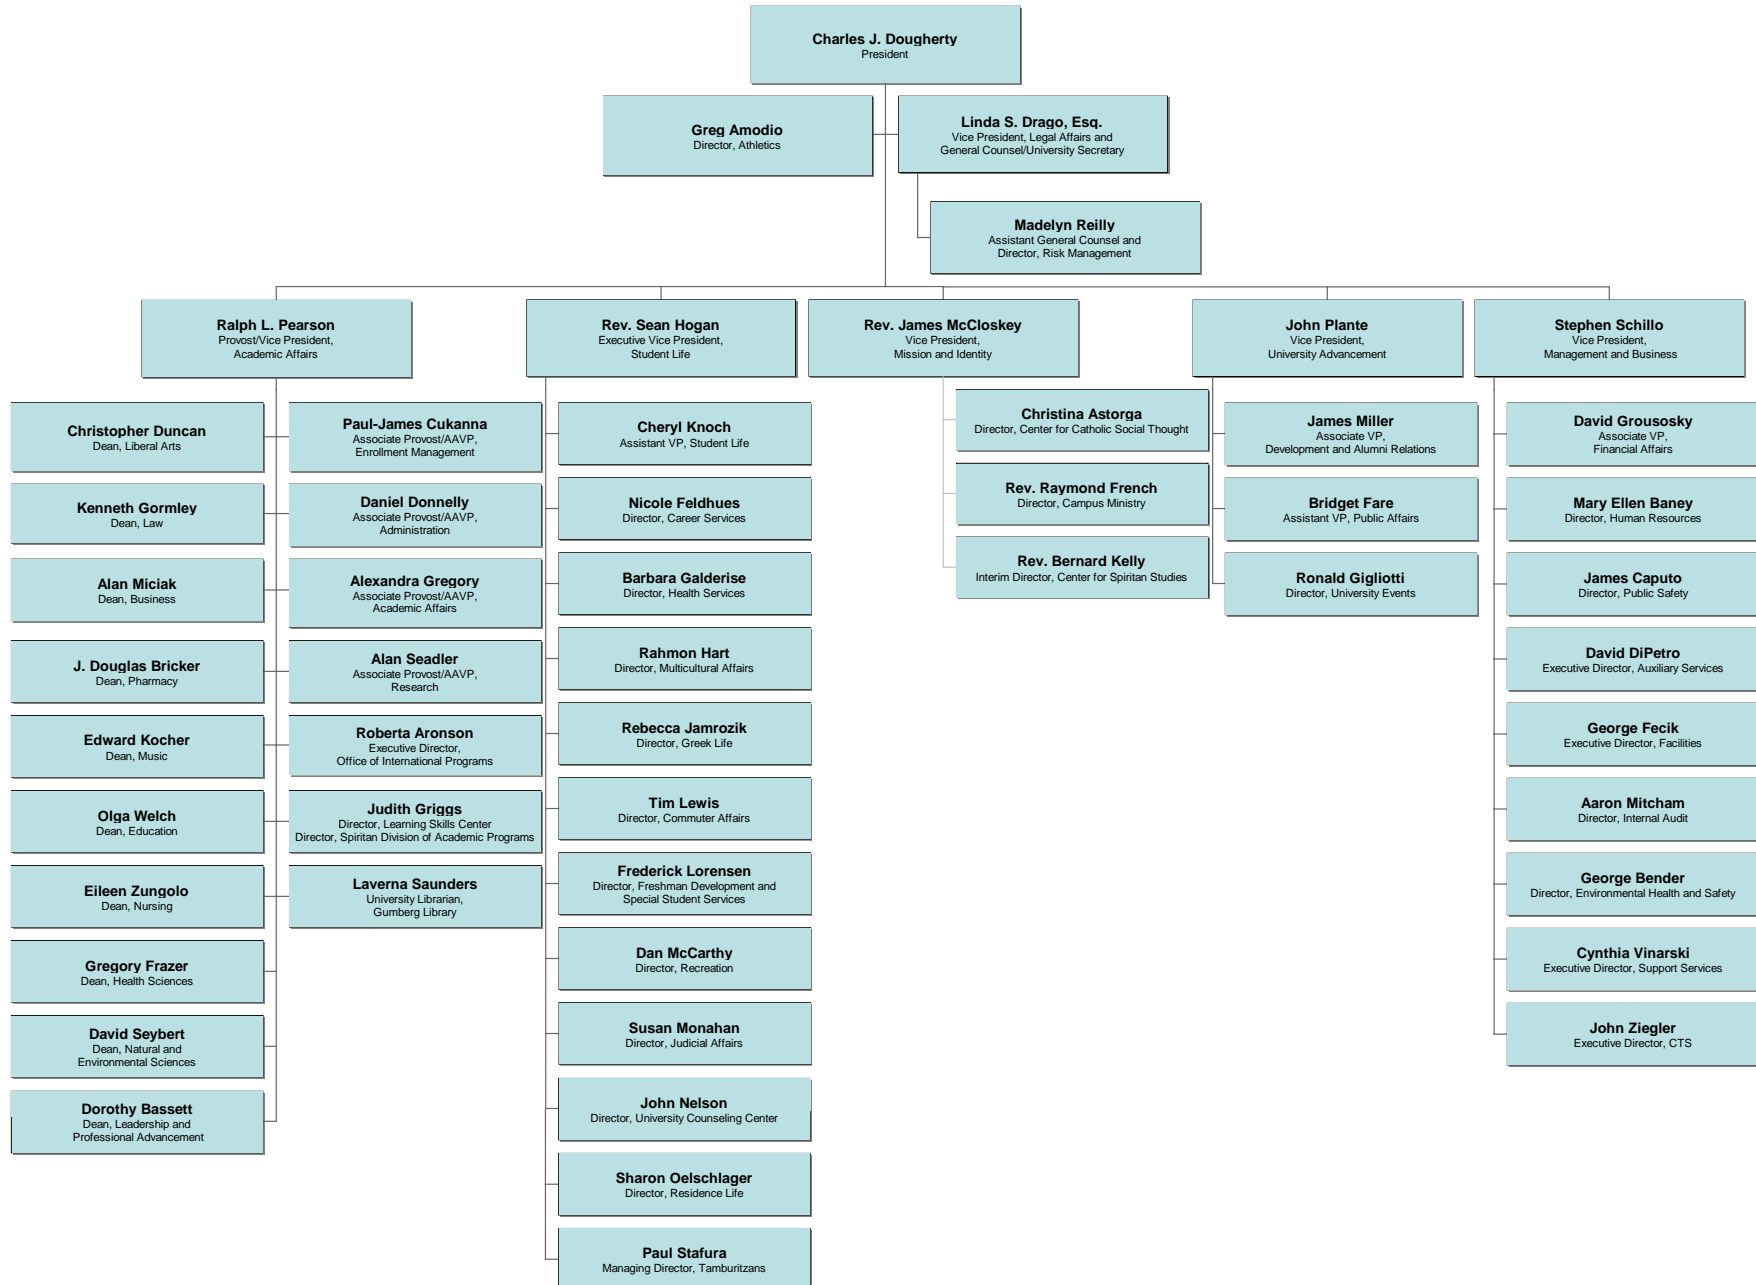 Charles J. Dougherty
President
Greg Amodio
Director, Athletics
Linda S. Drago, Esq.
Vice President, Legal Affairs and
General Counsel/University Secretary
Madelyn Reilly
Assistant General Counsel and
Director, Risk Management
Ralph L. Pearson
Provost/Vice President,
Academic Affairs
Rev. Sean Hogan
Executive Vice President,
Student Life
Rev. James McCloskey
Vice President,
Mission and Identity
John Plante
Vice President,
University Advancement
Stephen Schillo
Vice President,
Management and Business
Christopher Duncan
Dean, Liberal Arts
Kenneth Gormley
Dean, Law
Alan Miciak
Dean, Business
J. Douglas Bricker
Dean, Pharmacy
Edward Kocher
Dean, Music
Olga Welch
Dean, Education
Eileen Zungolo
Dean, Nursing
Gregory Frazer
Dean, Health Sciences
David Seybert
Dean, Natural and
Environmental Sciences
Dorothy Bassett
Dean, Leadership and
Professional Advancement
Paul-James Cukanna
Associate Provost/AAVP,
Enrollment Management
Daniel Donnelly
Associate Provost/AAVP,
Administration
Alexandra Gregory
Associate Provost/AAVP,
Academic Affairs
Alan Seadler
Associate Provost/AAVP,
Research
Roberta Aronson
Executive Director,
Office of International Programs
Judith Griggs
Director, Learning Skills Center
Director, Spiritan Division of Academic Programs
Laverna Saunders
University Librarian,
Gumberg Library
Cheryl Knoch
Assistant VP, Student Life
Nicole Feldhues
Director, Career Services
Barbara Galderise
Director, Health Services
Rahmon Hart
Director, Multicultural Affairs
Rebecca Jamrozik
Director, Greek Life
Tim Lewis
Director, Commuter Affairs
Frederick Lorensen
Director, Freshman Development and
Special Student Services
Dan McCarthy
Director, Recreation
Susan Monahan
Director, Judicial Affairs
John Nelson
Director, University Counseling Center
Sharon Oelschlager
Director, Residence Life
Paul Stafura
Managing Director, Tamburitzans
Christina Astorga
Director, Center for Catholic Social Thought
Rev. Raymond French
Director, Campus Ministry
Rev. Bernard Kelly
Interim Director, Center for Spiritan Studies
James Miller
Associate VP,
Development and Alumni Relations
Bridget Fare
Assistant VP, Public Affairs
Ronald Gigliotti
Director, University Events
David Grousosky
Associate VP,
Financial Affairs
Mary Ellen Baney
Director, Human Resources
James Caputo
Director, Public Safety
David DiPetro
Executive Director, Auxiliary Services
George Fecik
Executive Director, Facilities
Aaron Mitcham
Director, Internal Audit
George Bender
Director, Environmental Health and Safety
Cynthia Vinarski
Executive Director, Support Services
John Ziegler
Executive Director, CTS